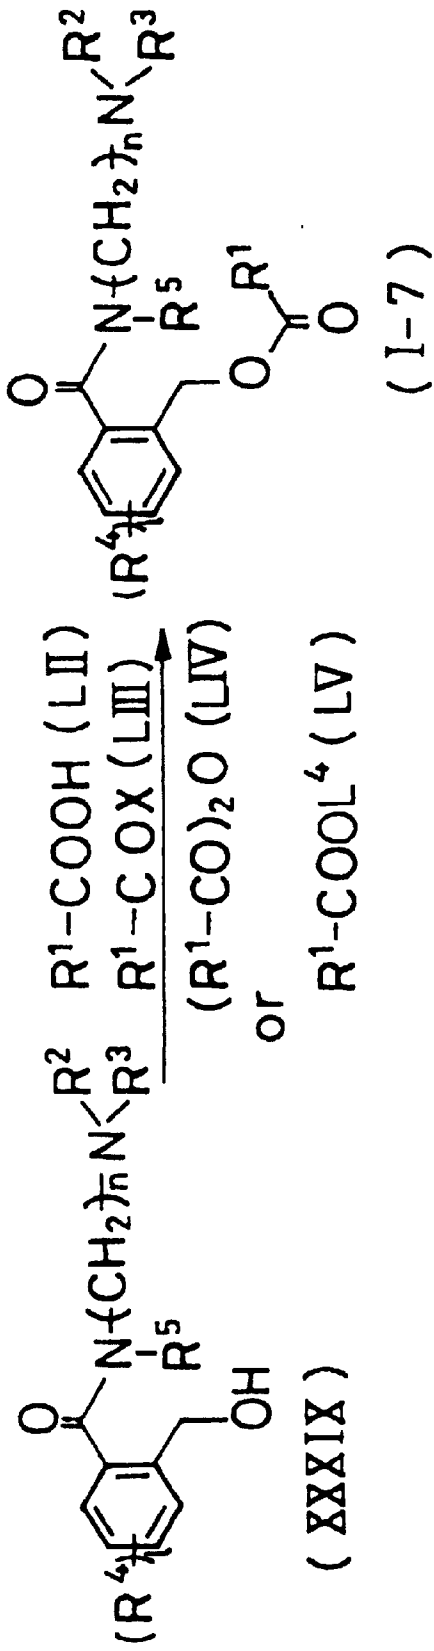 O
(R⁴)ₗ
N
R⁵
(CH₂)ₙ
N
R²
R³
OH
(XXXIX)
R¹-COOH (LII)
R¹-COX (LIII)
(R¹-CO)₂O (LIV)
or
R¹-COOL⁴ (LV)
O
(R⁴)ₗ
N
R⁵
(CH₂)ₙ
N
R²
R³
O
R¹
O
(I-7)